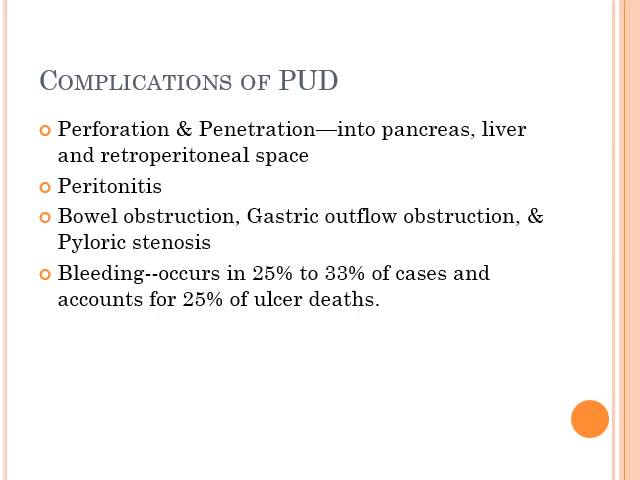 Complications of PUD
Perforation & Penetration—into pancreas, liver
and retroperitoneal space
Peritonitis
Bowel obstruction, Gastric outflow obstruction, &
Pyloric stenosis
Bleeding--occurs in 25% to 33% of cases and
accounts for 25% of ulcer deaths.